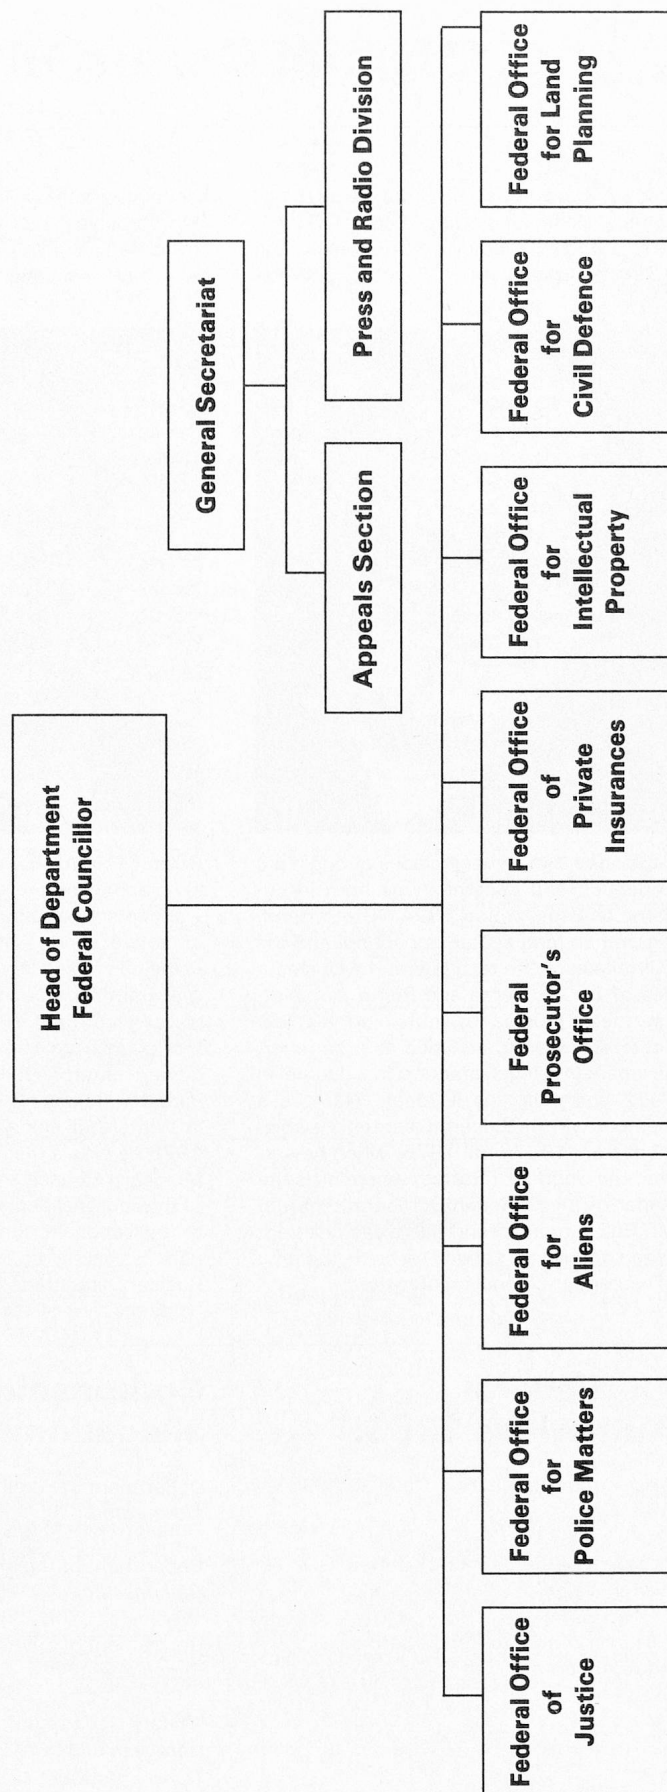 Head of Department
Federal Councillor
General Secretariat
Appeals Section
Press and Radio Division
Federal Office
of
Justice
Federal Office
for
Police Matters
Federal Office
for
Aliens
Federal
Prosecutor's
Office
Federal Office
of
Private
Insurances
Federal Office
for
Intellectual
Property
Federal Office
for
Civil Defence
Federal Office
for Land
Planning